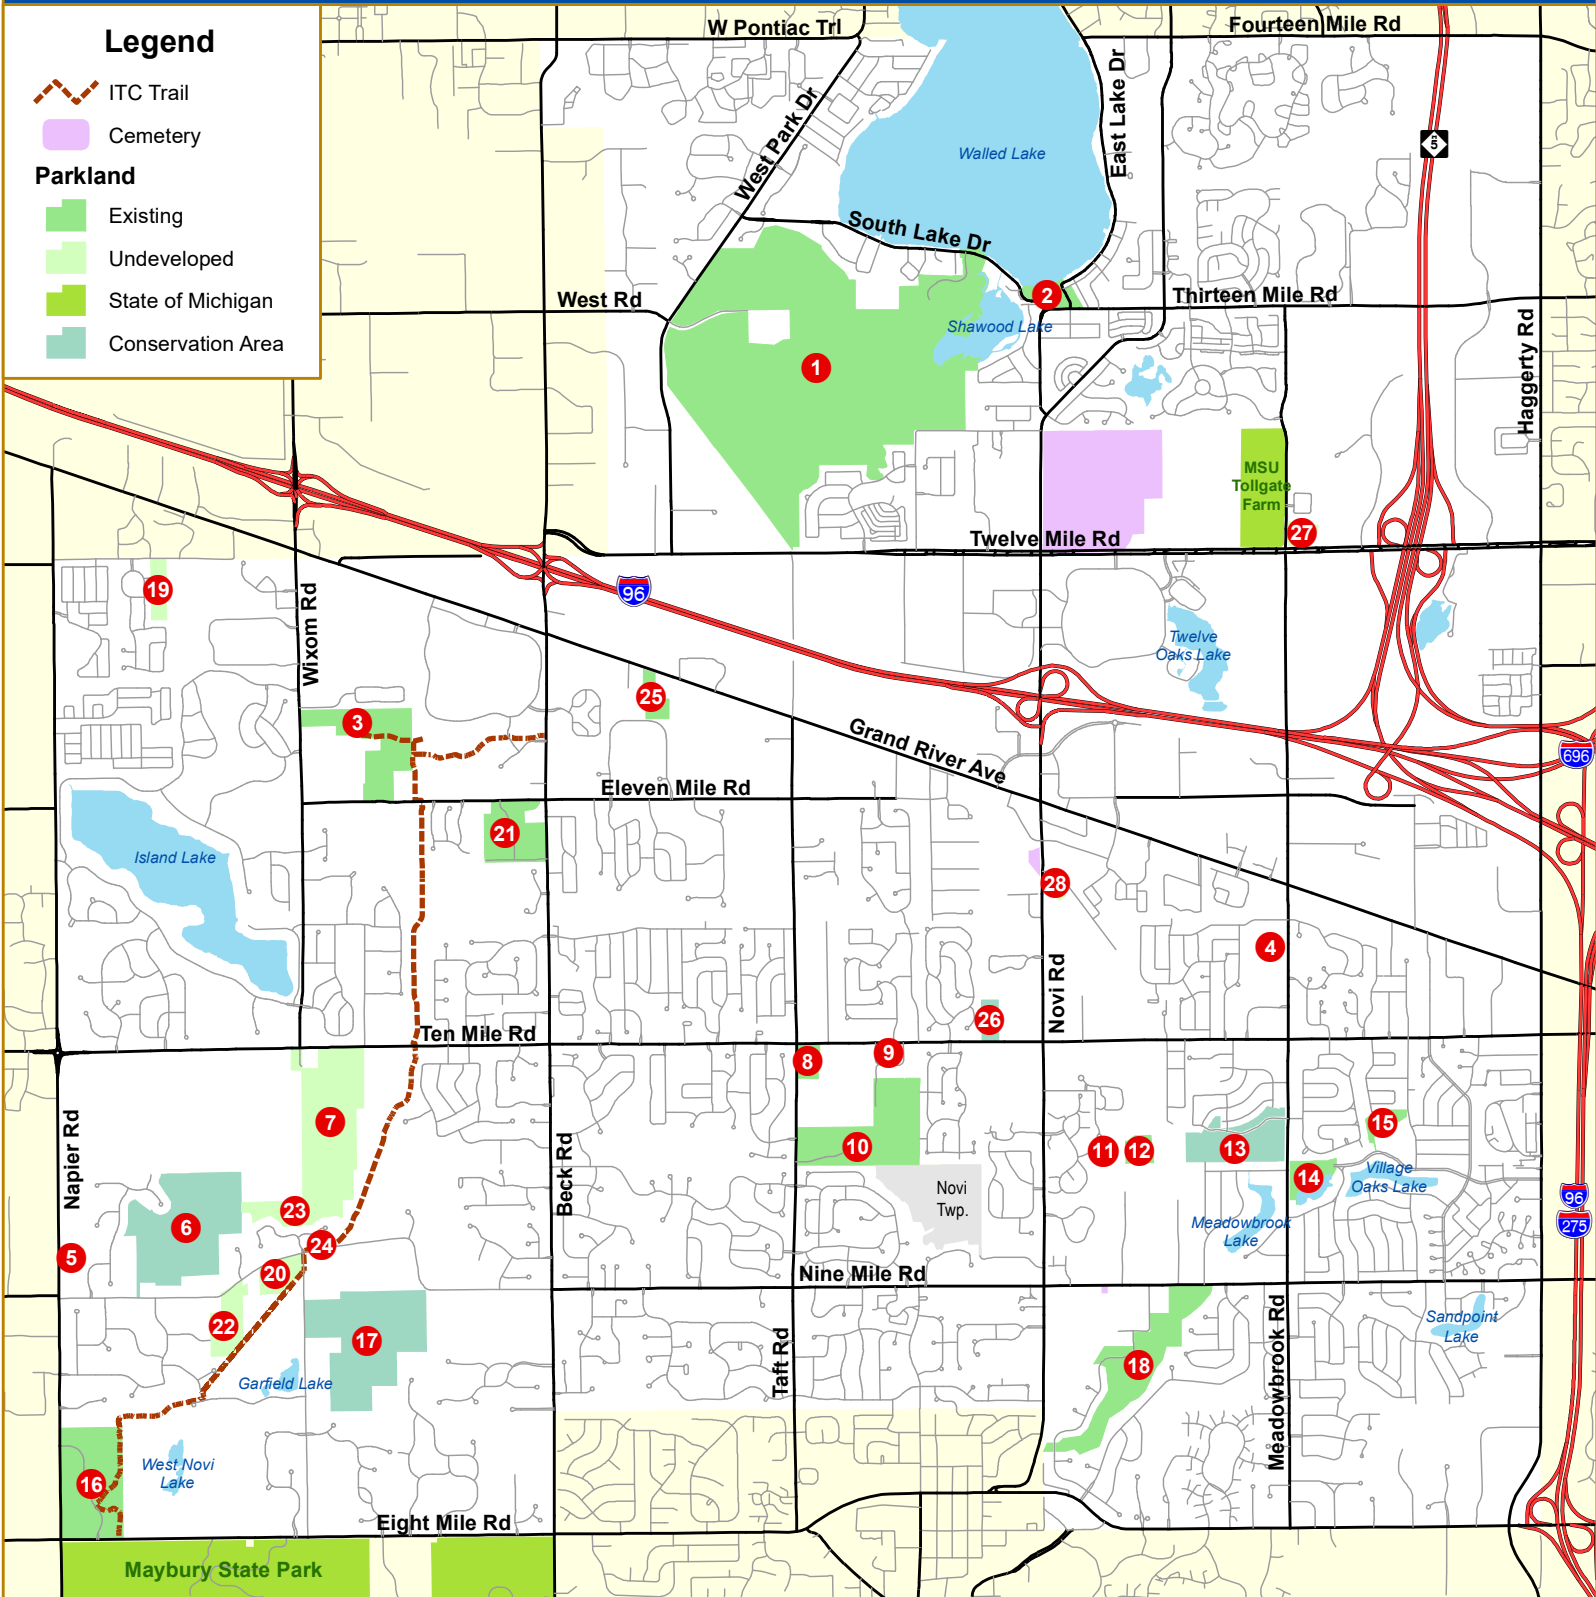 Legend
ITC Trail
Cemetery
Parkland
Existing
Undeveloped
State of Michigan
Conservation Area
W Pontiac Trl
Fourteen Mile Rd
West Park Dr
East Lake Dr
Walled Lake
5
South Lake Dr
West Rd
2
Thirteen Mile Rd
Shawood Lake
Haggerty Rd
1
MSU
Tollgate
Farm
27
Twelve Mile Rd
19
96
Wixom Rd
Twelve
Oaks Lake
25
3
Grand River Ave
696
Eleven Mile Rd
21
Island Lake
28
4
Novi Rd
26
Ten Mile Rd
8
9
7
15
10
11
12
13
14
Village
Oaks Lake
Napier Rd
Beck Rd
Novi
Twp.
96
275
23
6
Meadowbrook
Lake
24
5
20
Nine Mile Rd
22
17
Sandpoint
Lake
Taft Rd
18
Meadowbrook Rd
Garfield Lake
West Novi
Lake
16
Eight Mile Rd
Maybury State Park